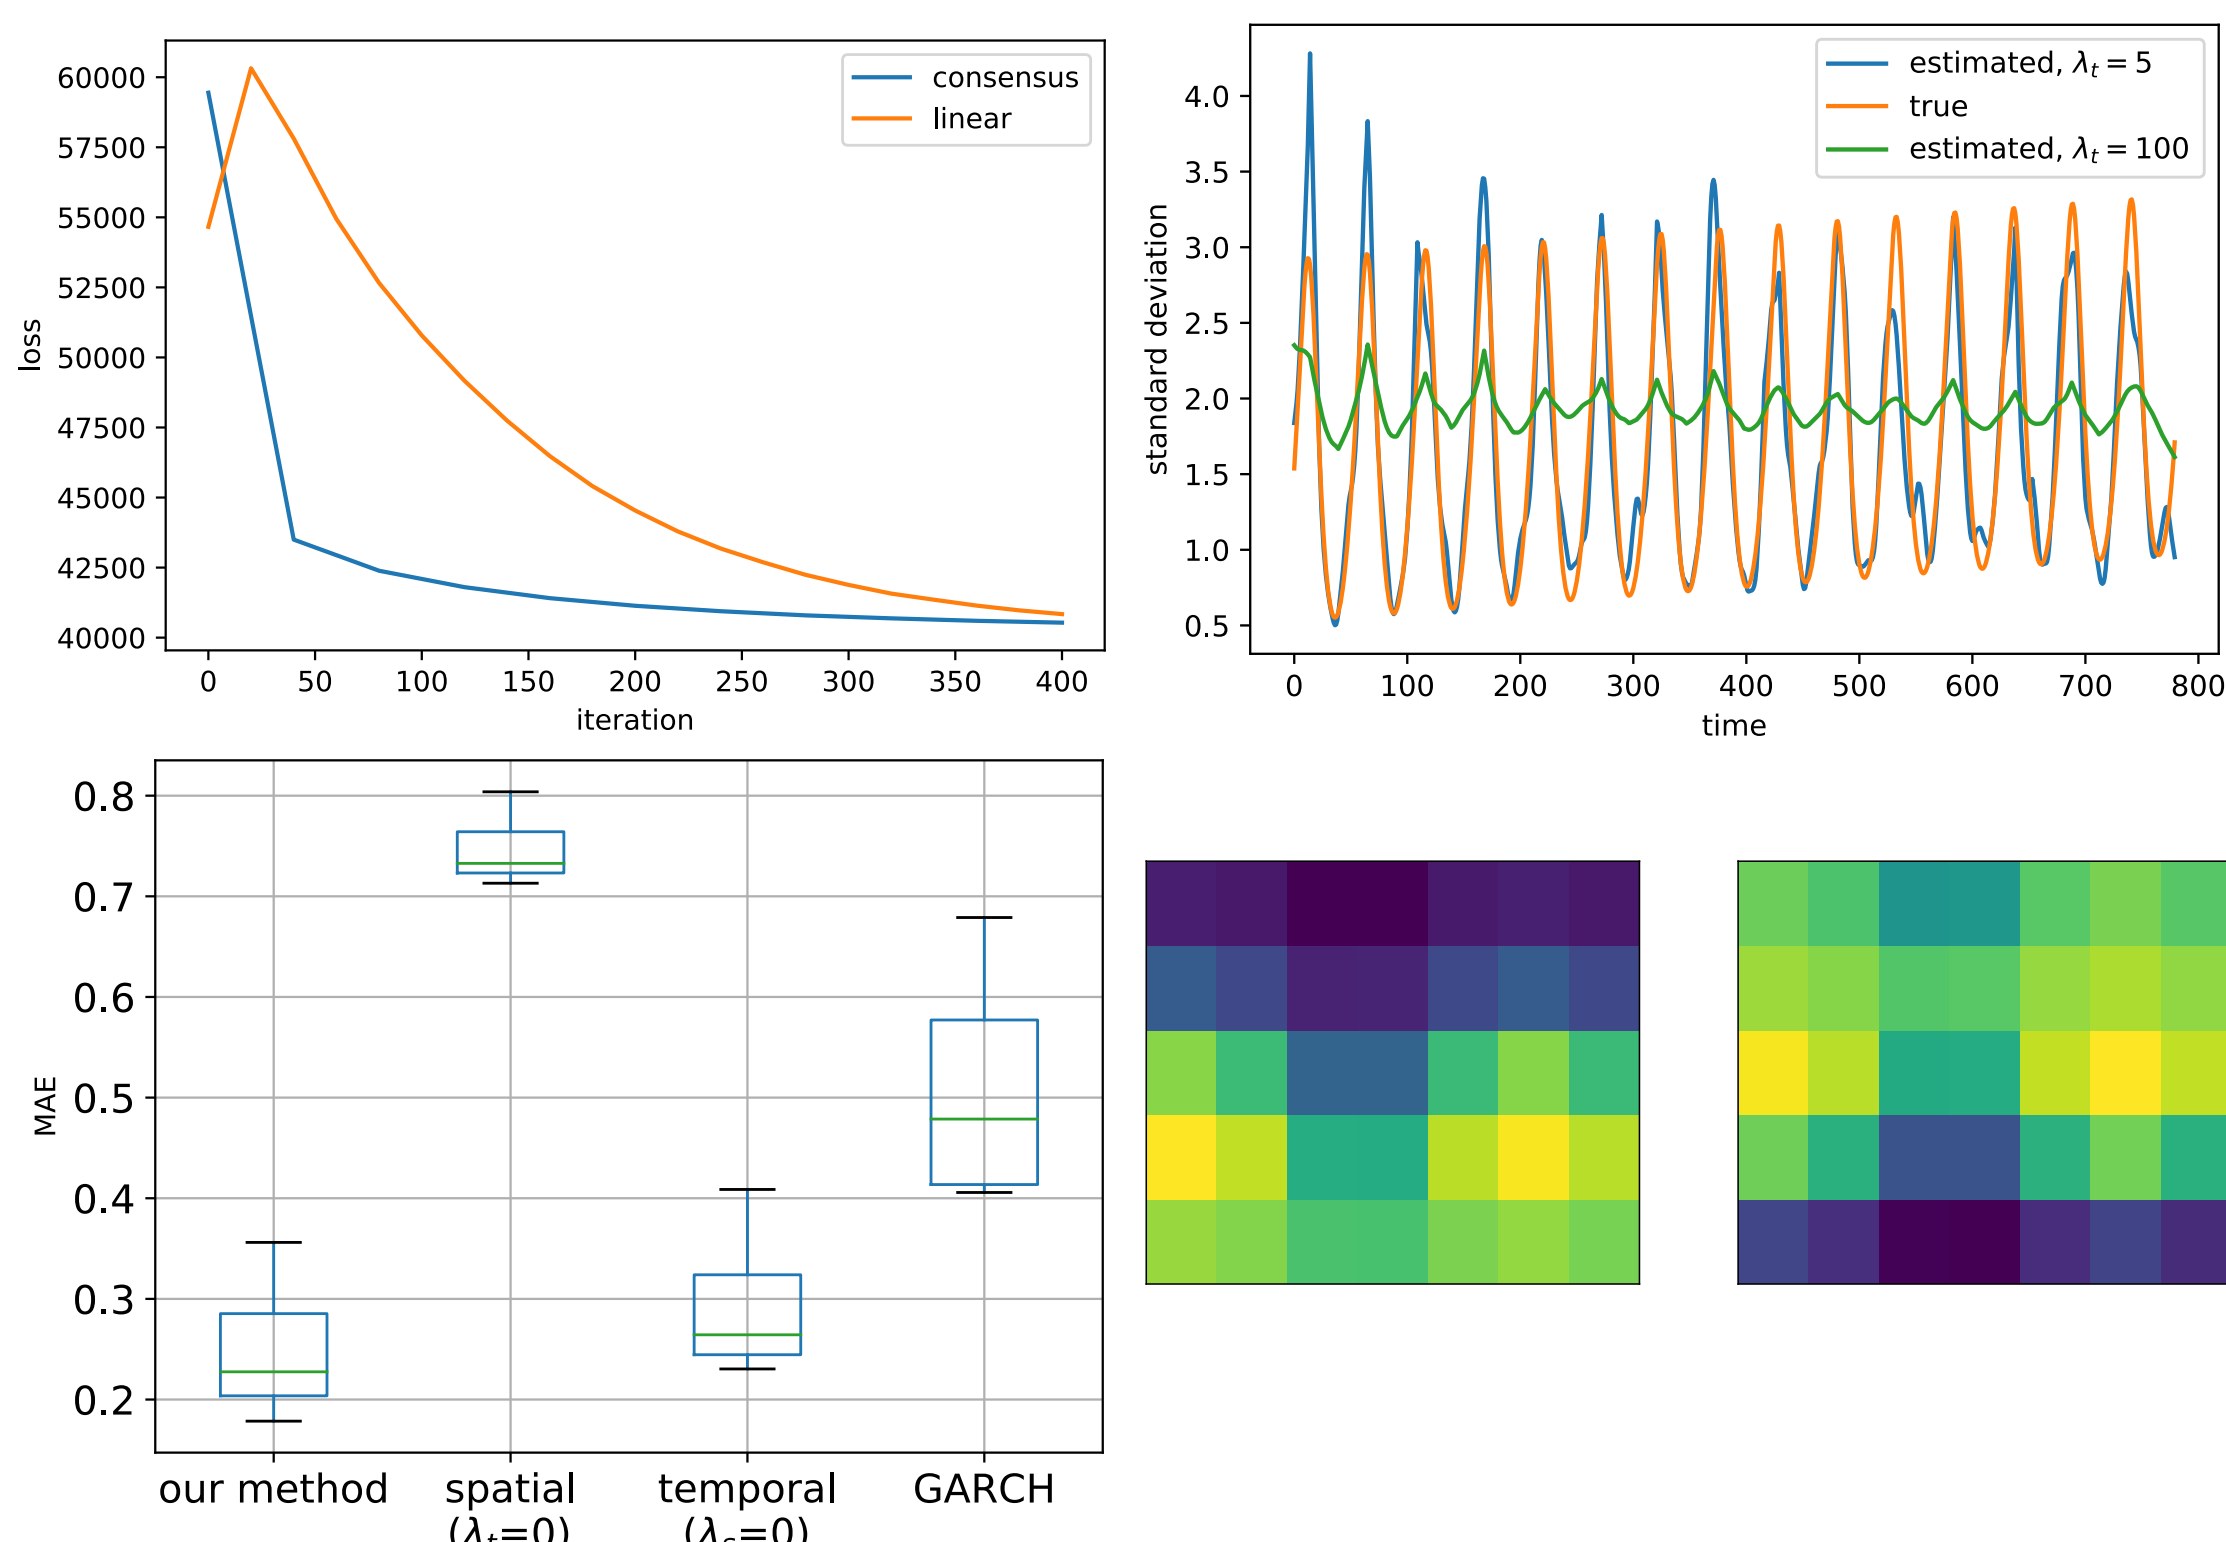 60000
57500
55000
52500
50000
47500
45000
42500
40000
loss
consensus
linear
0 50 100 150 200 250 300 350 400
iteration
4.0
3.5
3.0
2.5
2.0
1.5
1.0
0.5
standard deviation
estimated, λt = 5
true
estimated, λt = 100
0 100 200 300 400 500 600 700 800
time
0.8
0.7
0.6
0.5
0.4
0.3
0.2
MAE
our method spatial temporal GARCH
(λt=0) (λs=0)